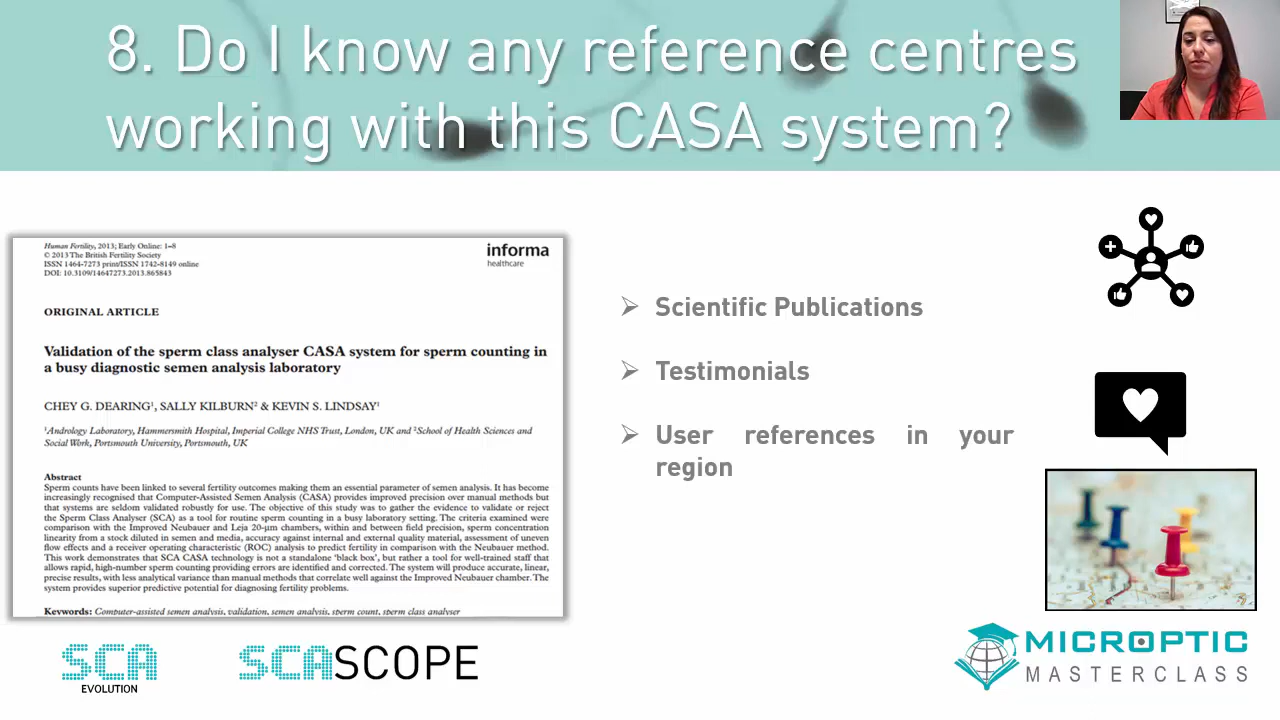 8. Do I know any reference centres
working with this CASA system?
Human Fertility, 2013; Early Online: 1–8
© 2013 The British Fertility Society
ISSN 1464-7273 print/ISSN 1742-8149 online
DOI: 10.3109/14647273.2013.865843
informa
healthcare
ORIGINAL ARTICLE
Validation of the sperm class analyser CASA system for sperm counting in
a busy diagnostic semen analysis laboratory
CHEY G. DEARING¹, SALLY KILBURN² & KEVIN S. LINDSAY¹
¹Andrology Laboratory, Hammersmith Hospital, Imperial College NHS Trust, London, UK and ²School of Health Sciences and
Social Work, Portsmouth University, Portsmouth, UK
Abstract
Sperm counts have been linked to several fertility outcomes making them an essential parameter of semen analysis. It has become
increasingly recognised that Computer-Assisted Semen Analysis (CASA) provides improved precision over manual methods but
that systems are seldom validated robustly for use. The objective of this study was to gather the evidence to validate or reject
the Sperm Class Analyser (SCA) as a tool for routine sperm counting in a busy laboratory setting. The criteria examined were
comparison with the Improved Neubauer and Leja 20-μm chambers, within and between field precision, sperm concentration
linearity from a stock diluted in semen and media, accuracy against internal and external quality material, assessment of uneven
flow effects and a receiver operating characteristic (ROC) analysis to predict fertility in comparison with the Neubauer method.
This work demonstrates that SCA CASA technology is not a standalone 'black box', but rather a tool for well-trained staff that
allows rapid, high-number sperm counting providing errors are identified and corrected. The system will produce accurate, linear,
precise results, with less analytical variance than manual methods that correlate well against the Improved Neubauer chamber. The
system provides superior predictive potential for diagnosing fertility problems.
Keywords: Computer-assisted semen analysis, validation, semen analysis, sperm count, sperm class analyser
Scientific Publications
Testimonials
User references in your
region
SCA
EVOLUTION
SCASCOPE
MICROPTIC
MASTERCLASS